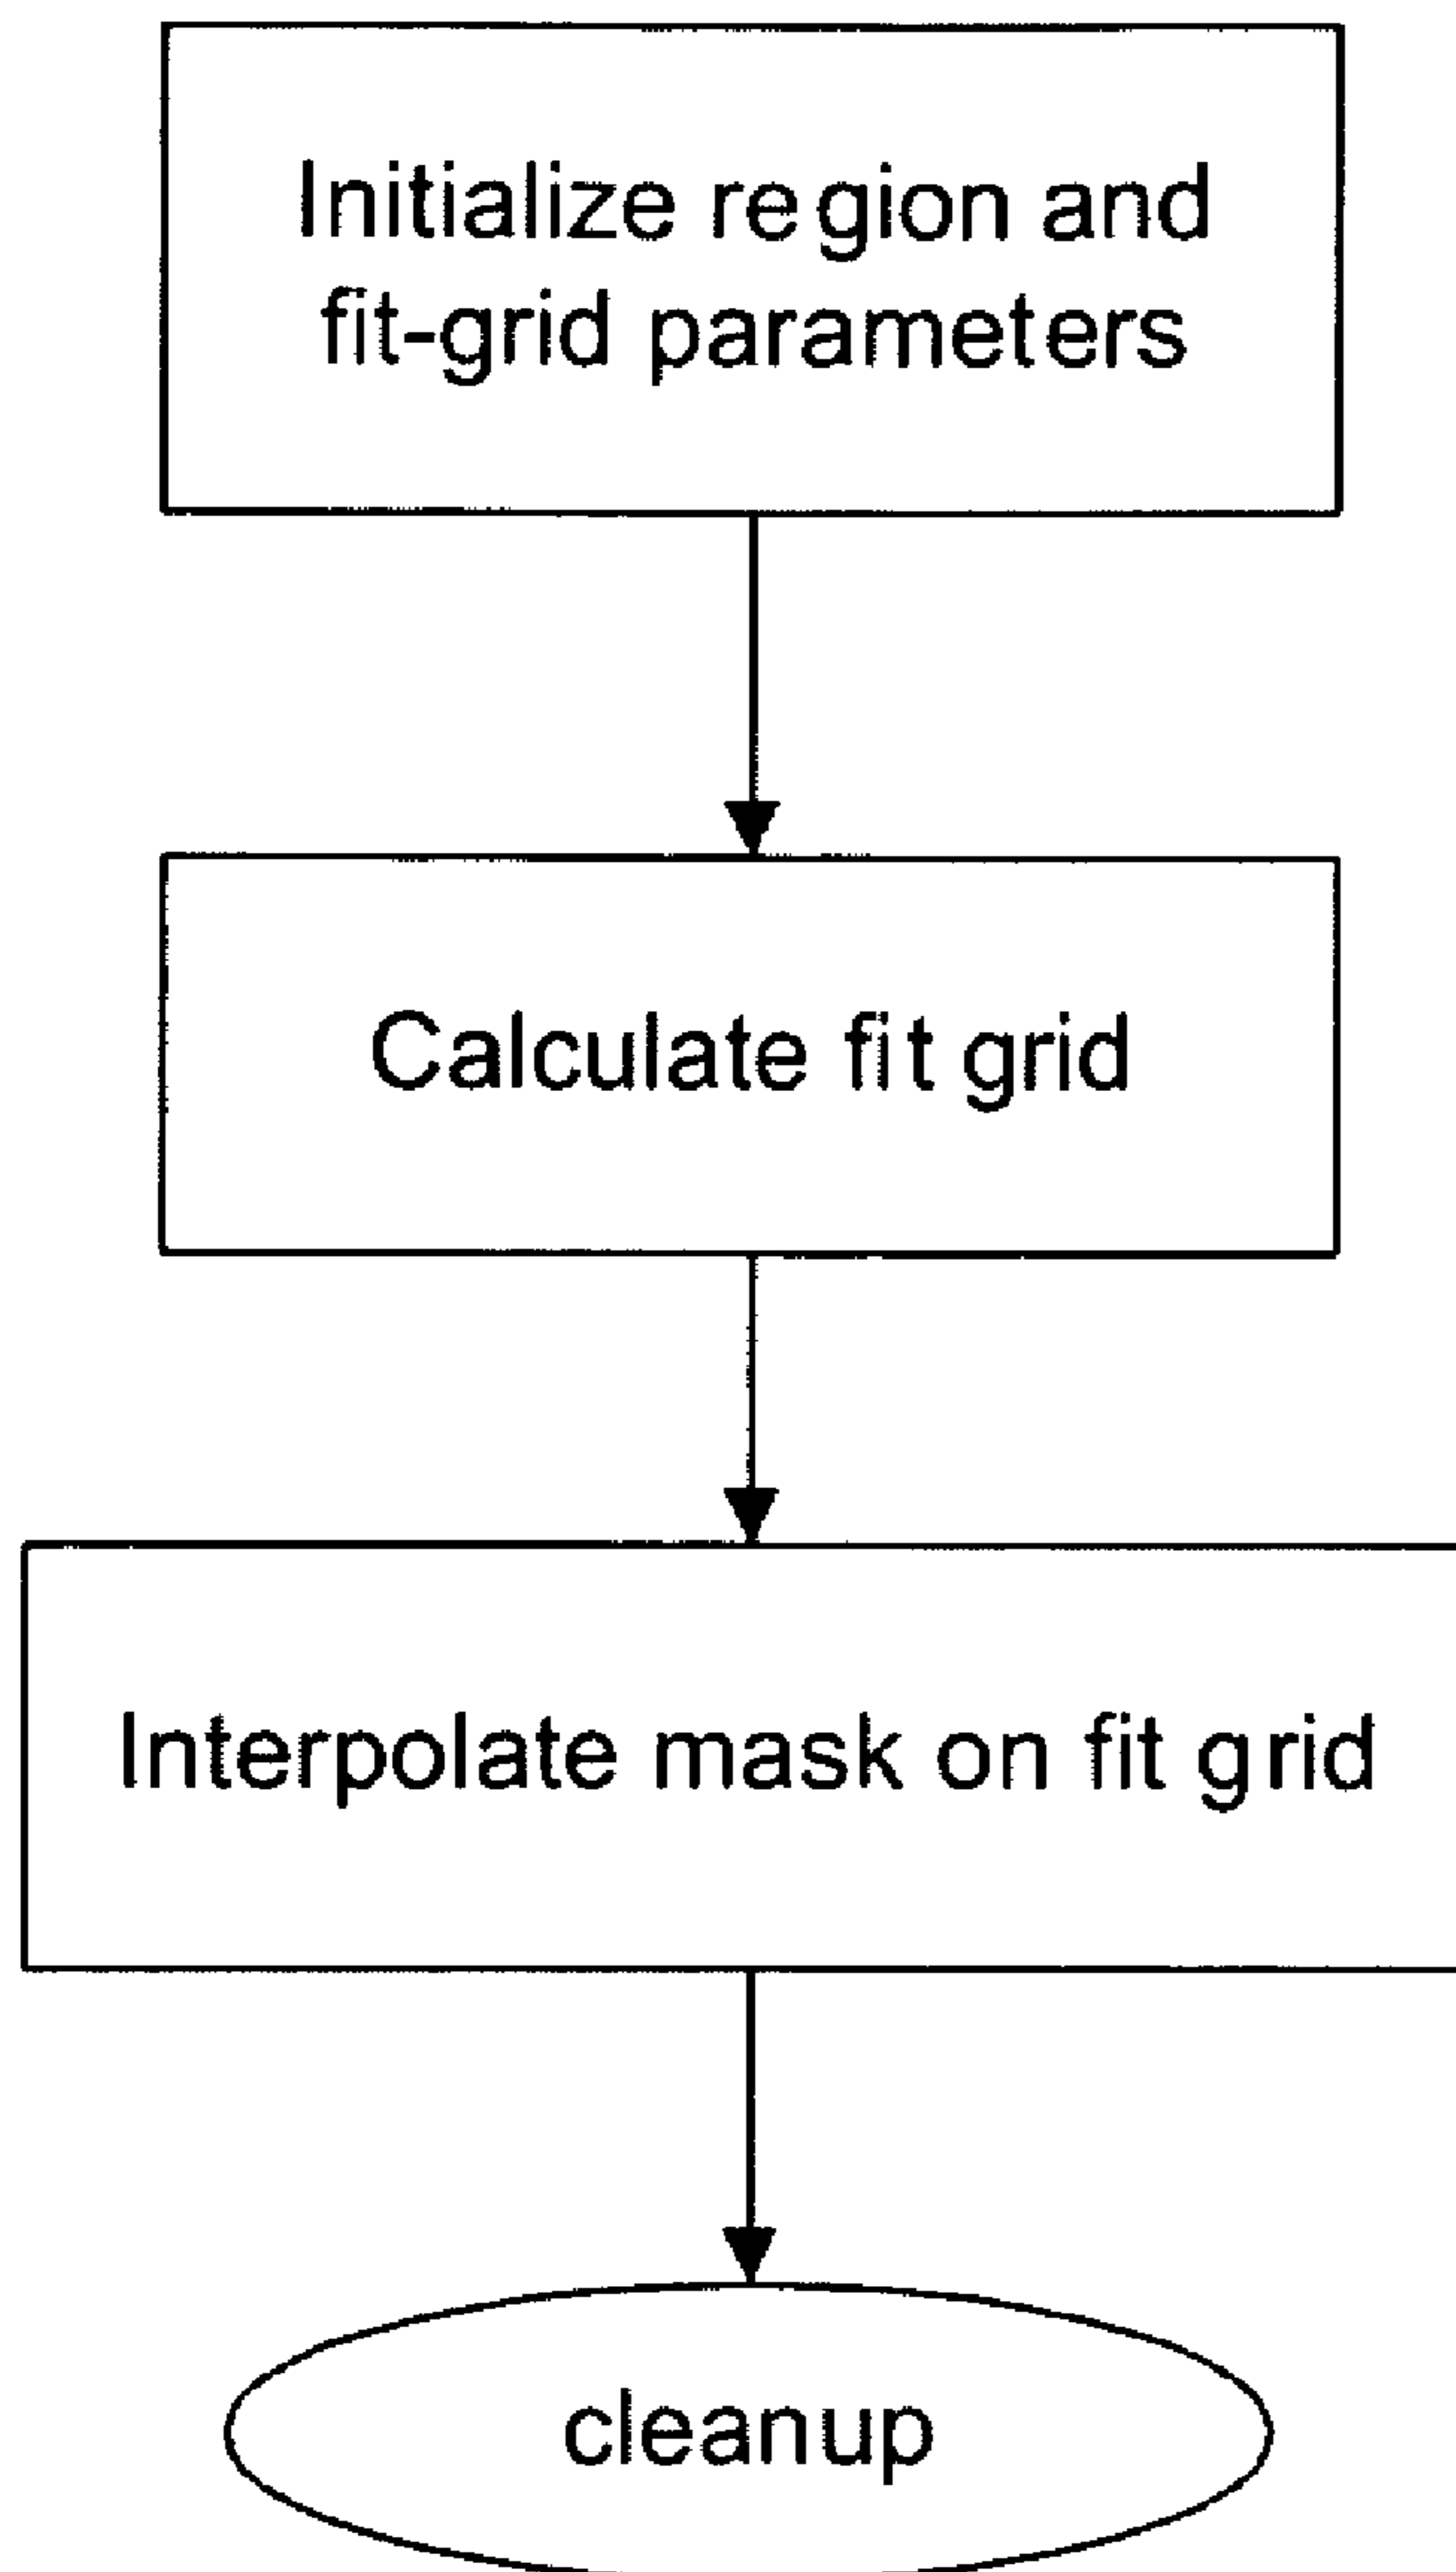 Initialize region and
fit-grid parameters
Calculate fit grid
Interpolate mask on fit grid
cleanup